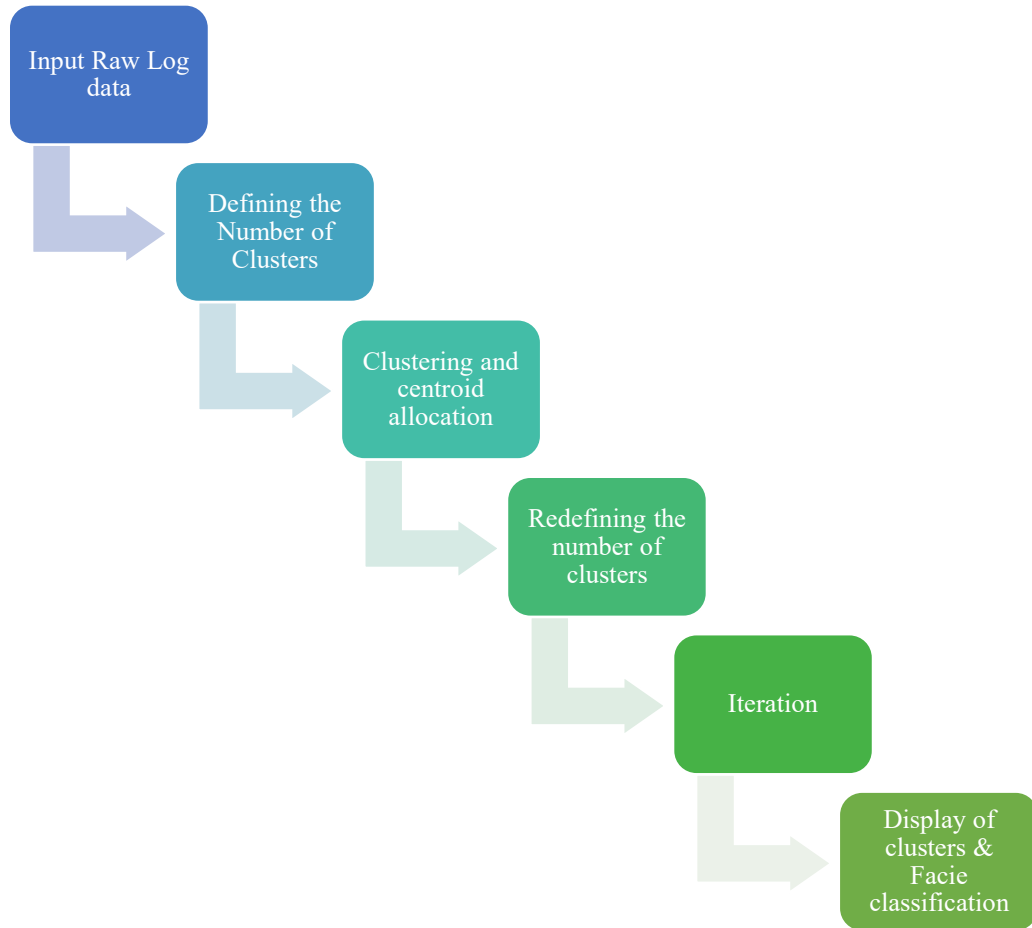 Input Raw Log
data
Defining the
Number of
Clusters
Clustering and
centroid
allocation
Redefining the
number of
clusters
Iteration
Display of
clusters &
Facie
classification